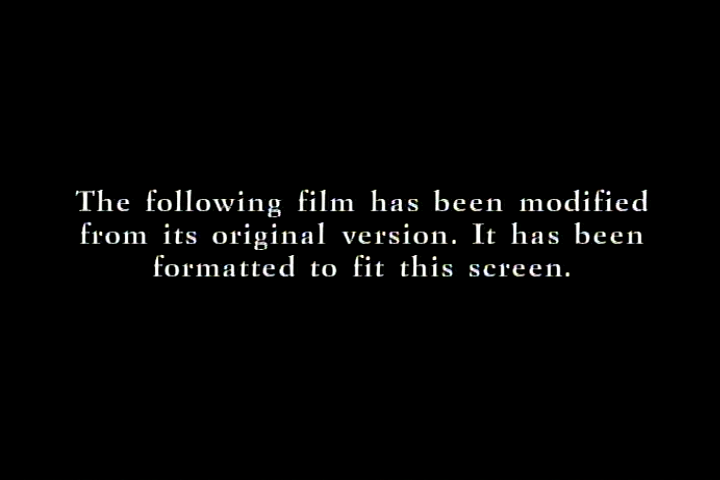 The following film has been modified
from its original version. It has been
formatted to fit this screen.